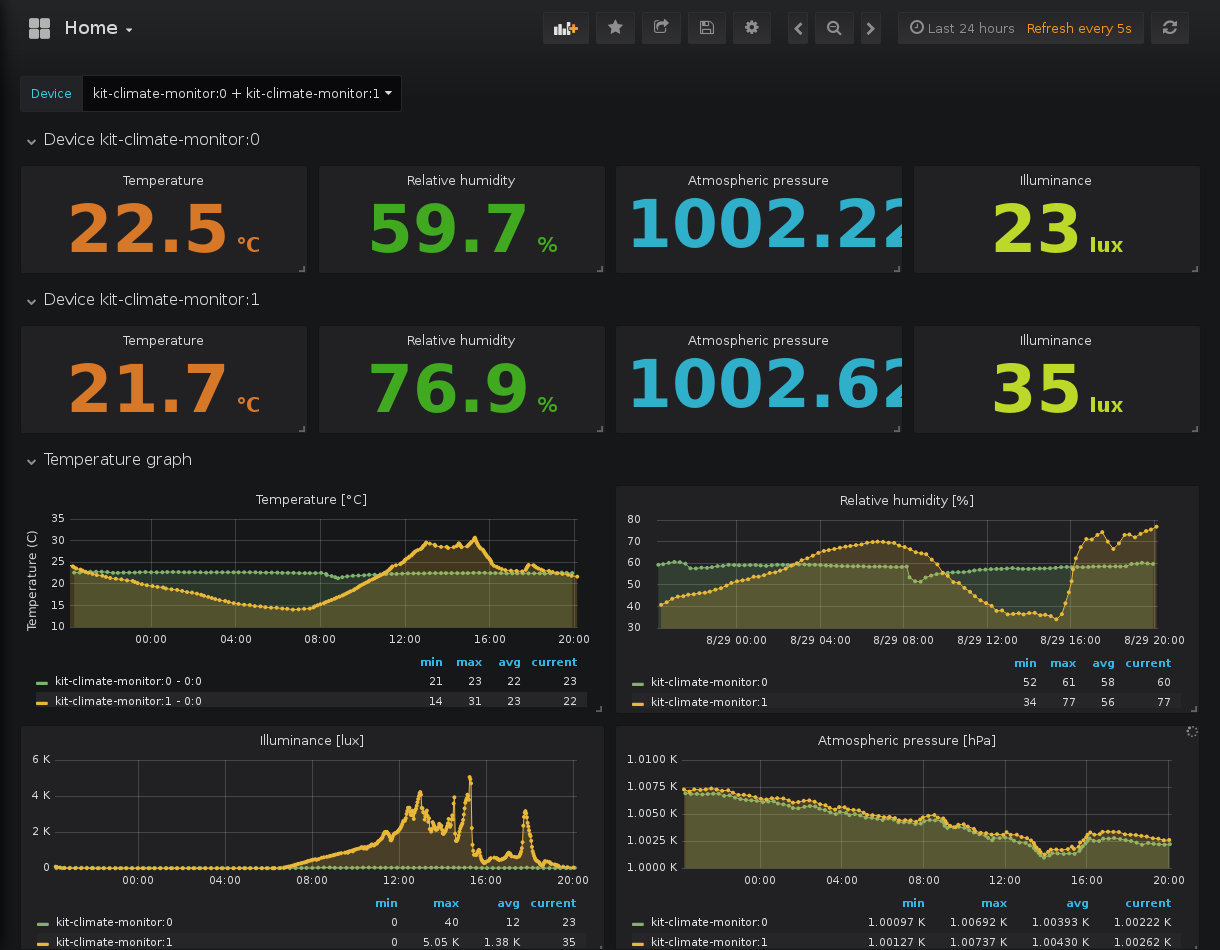 Home
Last 24 hours Refresh every 5s
Device kit-climate-monitor:0 + kit-climate-monitor:1
Device kit-climate-monitor:0
Temperature Relative humidity Atmospheric pressure Illuminance
22.5 °C 59.7 % 1002.22 23 lux
Device kit-climate-monitor:1
Temperature Relative humidity Atmospheric pressure Illuminance
21.7 °C 76.9 % 1002.62 35 lux
Temperature graph
Temperature [°C]
Temperature (C)
35
30
25
20
15
10
00:00 04:00 08:00 12:00 16:00 20:00
min max avg current
kit-climate-monitor:0 - 0:0 21 23 22 23
kit-climate-monitor:1 - 0:0 14 31 23 22
Relative humidity [%]
80
70
60
50
40
30
8/29 00:00 8/29 04:00 8/29 08:00 8/29 12:00 8/29 16:00 8/29 20:00
min max avg current
kit-climate-monitor:0 52 61 58 60
kit-climate-monitor:1 34 77 56 77
Illuminance [lux]
6 K
4 K
2 K
0
00:00 04:00 08:00 12:00 16:00 20:00
min max avg current
kit-climate-monitor:0 0 40 12 23
kit-climate-monitor:1 0 5.05 K 1.38 K 35
Atmospheric pressure [hPa]
1.0100 K
1.0075 K
1.0050 K
1.0025 K
1.0000 K
00:00 04:00 08:00 12:00 16:00 20:00
min max avg current
kit-climate-monitor:0 1.00097 K 1.00692 K 1.00393 K 1.00222 K
kit-climate-monitor:1 1.00127 K 1.00737 K 1.00430 K 1.00262 K